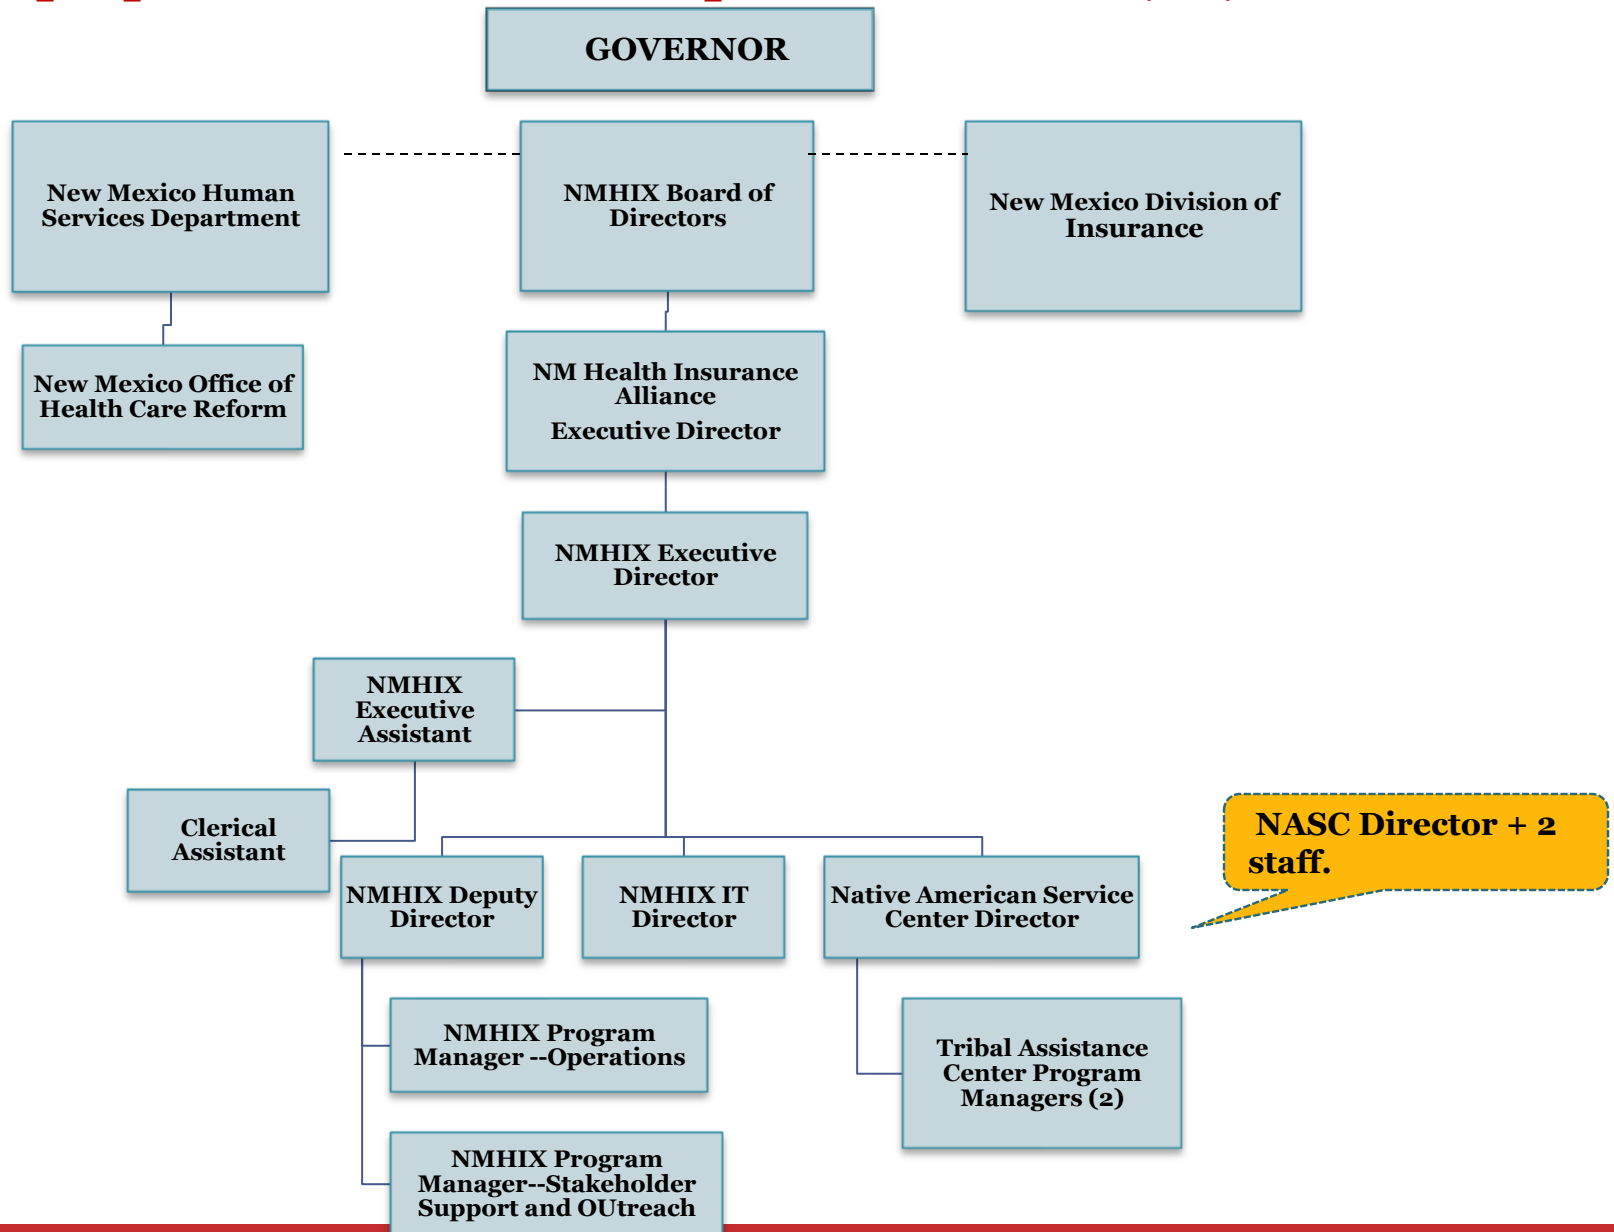 GOVERNOR
New Mexico Human
Services Department
NMHIX Board of
Directors
New Mexico Division of
Insurance
New Mexico Office of
Health Care Reform
NM Health Insurance
Alliance
Executive Director
NMHIX Executive
Director
NMHIX
Executive
Assistant
Clerical
Assistant
NASC Director + 2
staff.
NMHIX Deputy
Director
NMHIX IT
Director
Native American Service
Center Director
NMHIX Program
Manager --Operations
Tribal Assistance
Center Program
Managers (2)
NMHIX Program
Manager--Stakeholder
Support and OUtreach